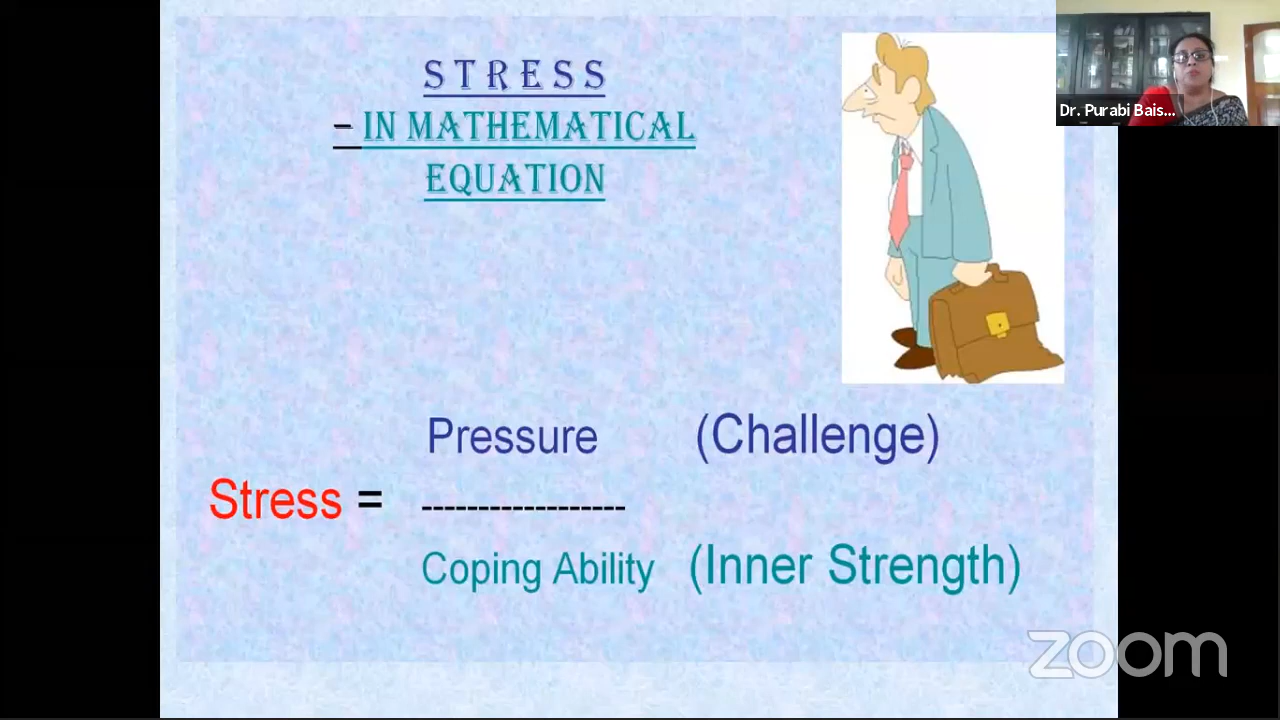 STRESS
– IN MATHEMATICAL
EQUATION
Dr. Purabi Bais...
Pressure (Challenge)
Stress = ------------------
Coping Ability (Inner Strength)
zoom